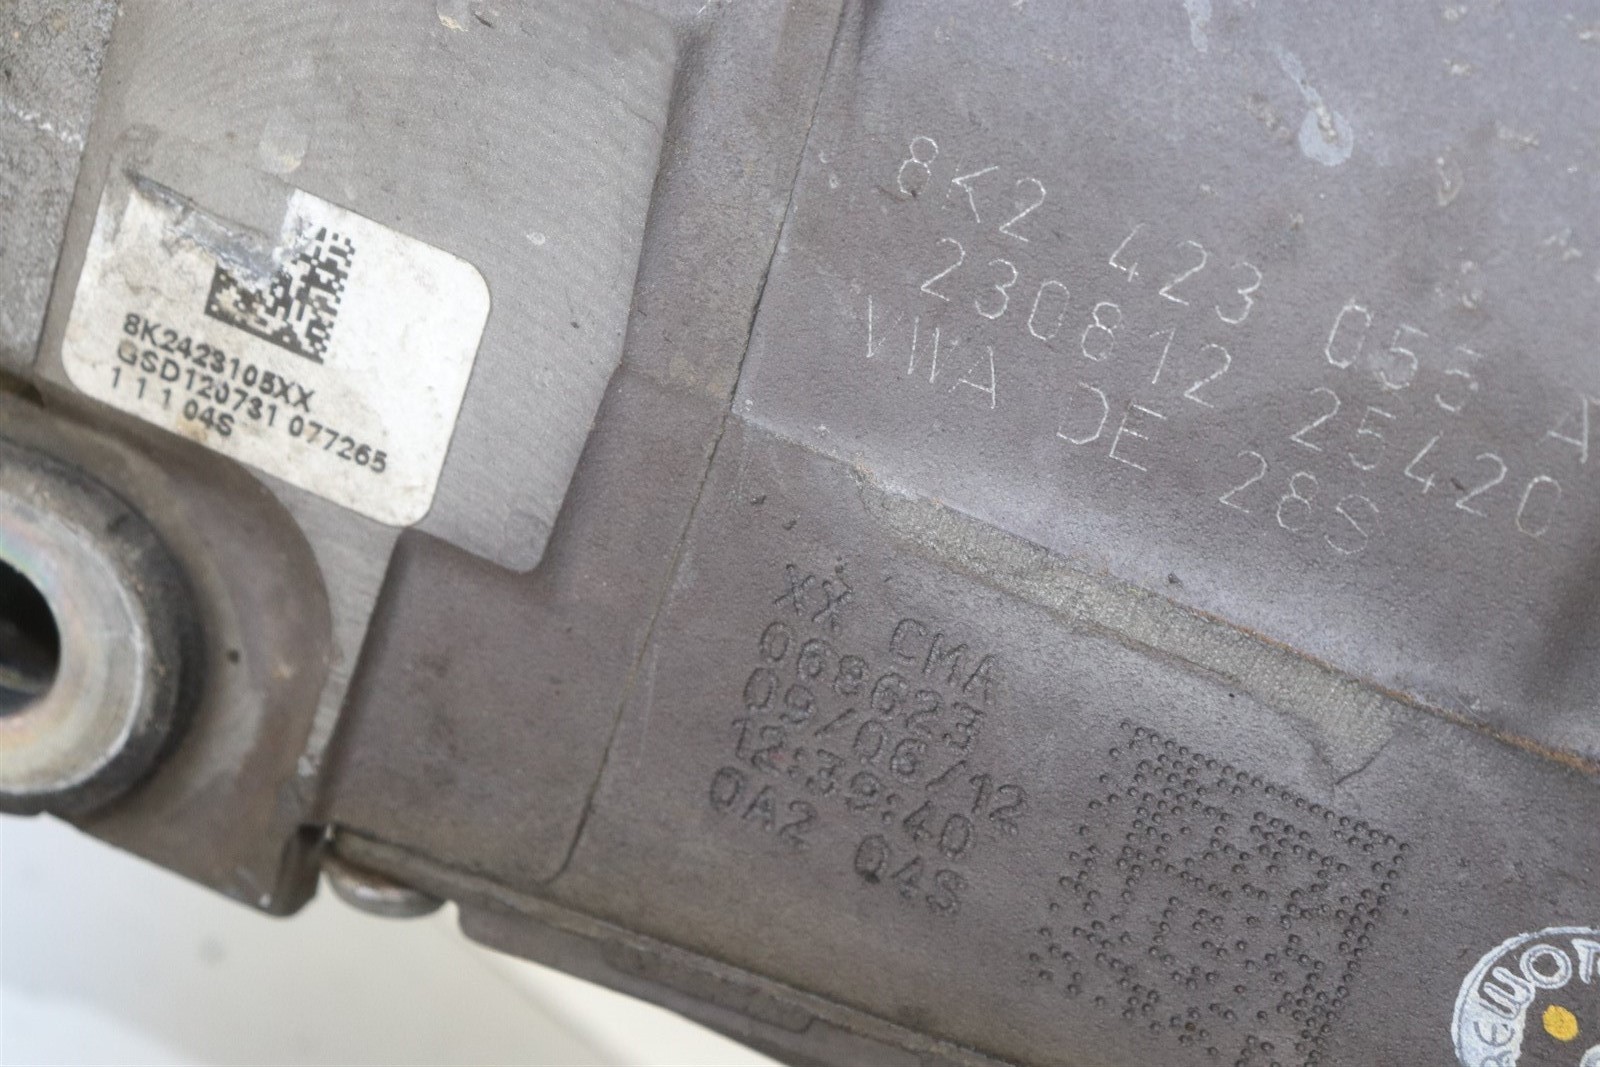 8K2423105XX
GSD120731 077265
1 1 1 04S
8K2 423 055 A
230812 25420
VWA DE 28S
XX CMA
068623
09/06/12
12:39:40
0A2 04S